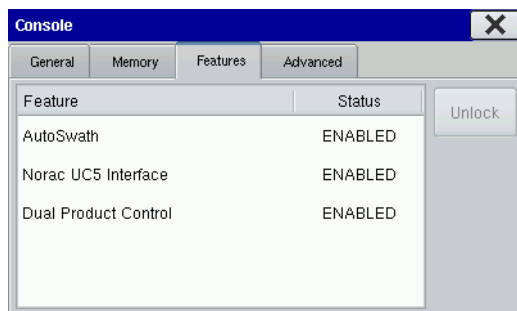 Console
General Memory Features Advanced
Feature Status
Unlock
AutoSwath ENABLED
Norac UC5 Interface ENABLED
Dual Product Control ENABLED